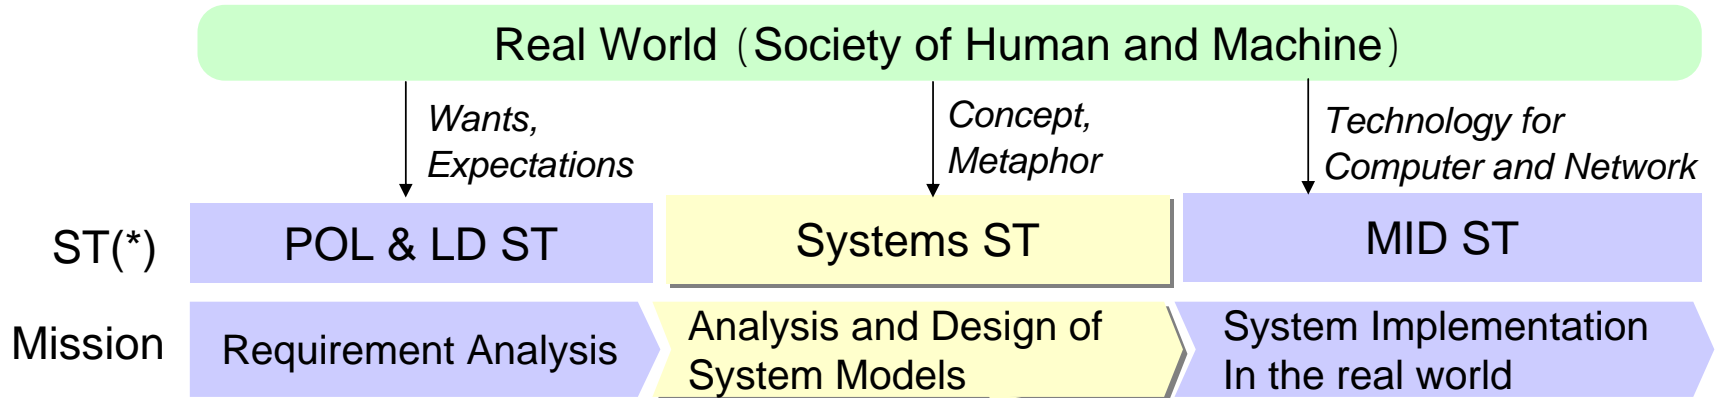 Real World (Society of Human and Machine)
Wants,
Expectations
Concept,
Metaphor
Technology for
Computer and Network
ST(*)
POL & LD ST
Systems ST
MID ST
Mission
Requirement Analysis
Analysis and Design of
System Models
System Implementation
In the real world